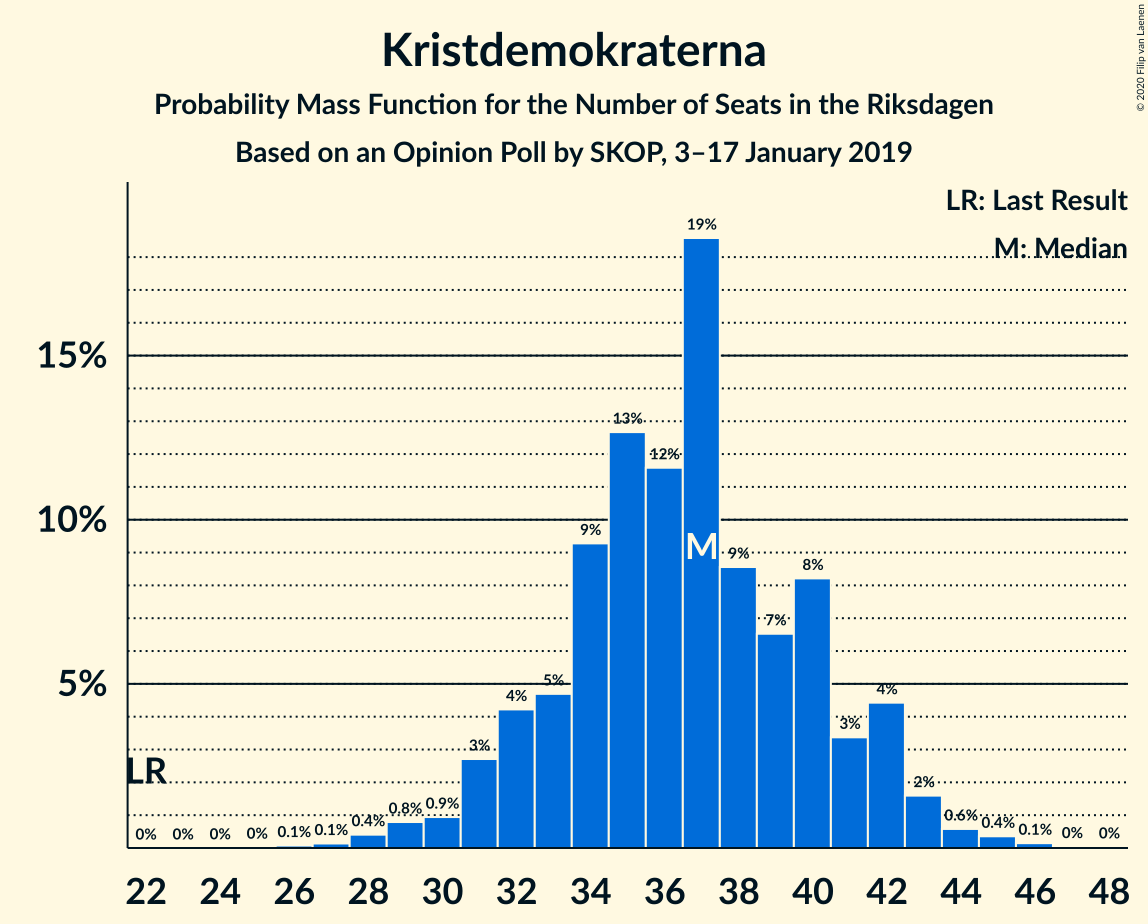 Kristdemokraterna
Probability Mass Function for the Number of Seats in the Riksdagen
Based on an Opinion Poll by SKOP, 3–17 January 2019
© 2020 Filip van Laenen
LR: Last Result
M: Median
15%
10%
5%
LR
M
0% 0% 0% 0% 0.1% 0.1% 0.4% 0.8% 0.9% 3% 4% 5% 9% 13% 12% 19% 9% 7% 8% 3% 4% 2% 0.6% 0.4% 0.1% 0% 0%
22 24 26 28 30 32 34 36 38 40 42 44 46 48